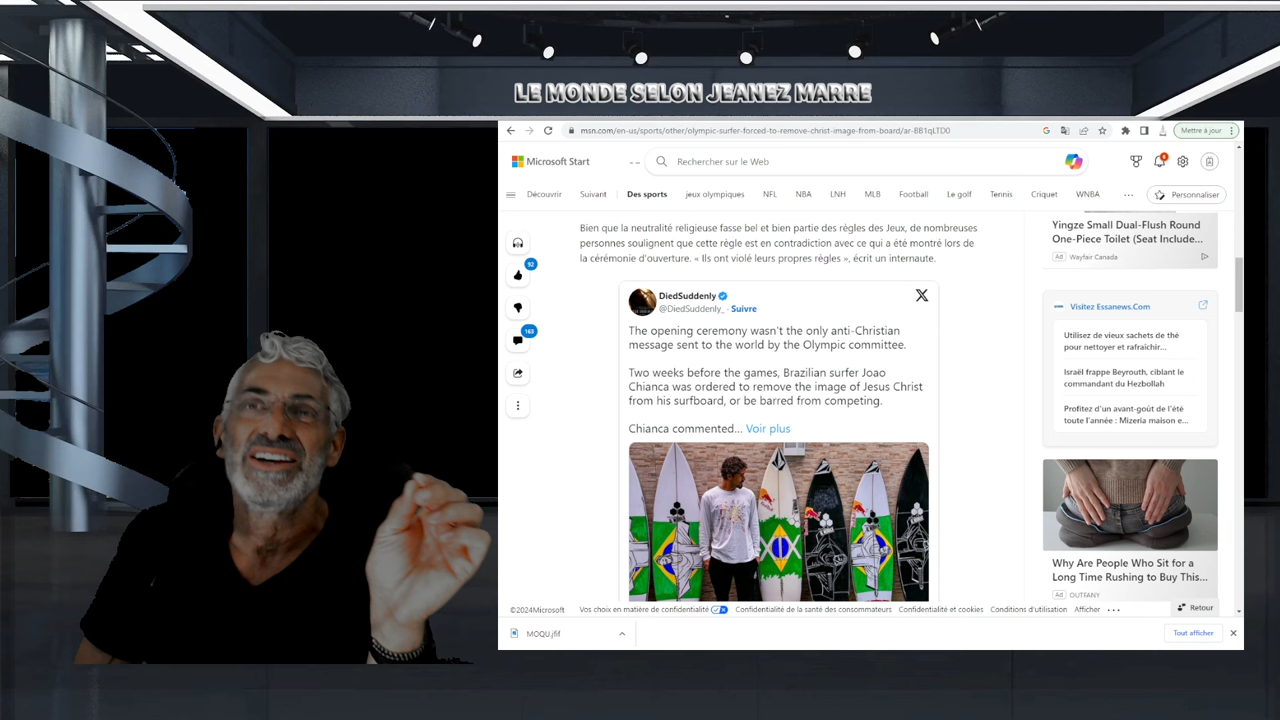 LE MONDE SELON JEANEZ MARRE
msn.com/en-us/sports/other/olympic-surfer-forced-to-remove-christ-image-from-board/ar-BB1qLTD0
Mettre à jour
Microsoft Start
Rechercher sur le Web
8
Découvrir Suivant Des sports jeux olympiques NFL NBA LNH MLB Football Le golf Tennis Criquet WNBA ... Personnaliser
Bien que la neutralité religieuse fasse bel et bien partie des règles des Jeux, de nombreuses
personnes soulignent que cette règle est en contradiction avec ce qui a été montré lors de
la cérémonie d'ouverture. « Ils ont violé leurs propres règles », écrit un internaute.
92
163
DiedSuddenly
@DiedSuddenly_ · Suivre
The opening ceremony wasn't the only anti-Christian
message sent to the world by the Olympic committee.
Two weeks before the games, Brazilian surfer Joao
Chianca was ordered to remove the image of Jesus Christ
from his surfboard, or be barred from competing.
Chianca commented... Voir plus
Yingze Small Dual-Flush Round
One-Piece Toilet (Seat Include...
Ad Wayfair Canada
Visitez Essanews.Com
Utilisez de vieux sachets de thé
pour nettoyer et rafraîchir...
Israël frappe Beyrouth, ciblant le
commandant du Hezbollah
Profitez d'un avant-goût de l'été
toute l'année : Mizeria maison e...
Why Are People Who Sit for a
Long Time Rushing to Buy This...
Ad OUTFANY
©2024Microsoft Vos choix en matière de confidentialité Confidentialité de la santé des consommateurs Confidentialité et cookies Conditions d'utilisation Afficher ... Retour
MOQU.jfif
Tout afficher